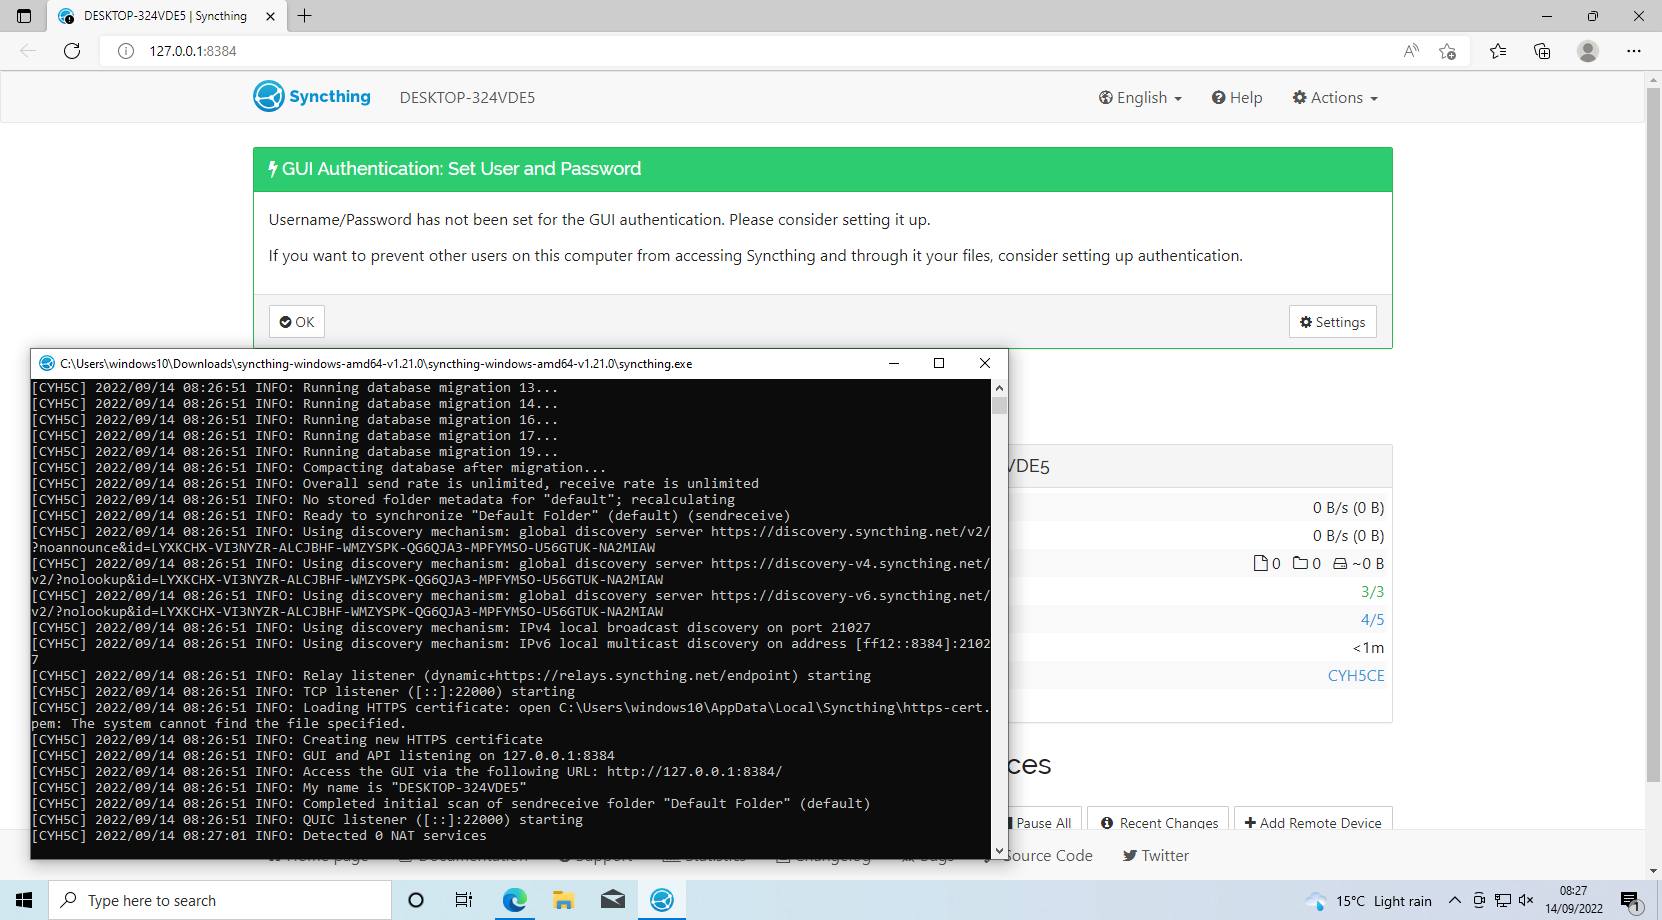 DESKTOP-324VDE5 | Syncthing
127.0.0.1:8384
Syncthing DESKTOP-324VDE5 English Help Actions
GUI Authentication: Set User and Password
Username/Password has not been set for the GUI authentication. Please consider setting it up.
If you want to prevent other users on this computer from accessing Syncthing and through it your files, consider setting up authentication.
OK Settings
C:\Users\windows10\Downloads\syncthing-windows-amd64-v1.21.0\syncthing-windows-amd64-v1.21.0\syncthing.exe
[CYH5C] 2022/09/14 08:26:51 INFO: Running database migration 13...
[CYH5C] 2022/09/14 08:26:51 INFO: Running database migration 14...
[CYH5C] 2022/09/14 08:26:51 INFO: Running database migration 16...
[CYH5C] 2022/09/14 08:26:51 INFO: Running database migration 17...
[CYH5C] 2022/09/14 08:26:51 INFO: Running database migration 19...
[CYH5C] 2022/09/14 08:26:51 INFO: Compacting database after migration...
[CYH5C] 2022/09/14 08:26:51 INFO: Overall send rate is unlimited, receive rate is unlimited
[CYH5C] 2022/09/14 08:26:51 INFO: No stored folder metadata for "default"; recalculating
[CYH5C] 2022/09/14 08:26:51 INFO: Ready to synchronize "Default Folder" (default) (sendreceive)
[CYH5C] 2022/09/14 08:26:51 INFO: Using discovery mechanism: global discovery server https://discovery.syncthing.net/v2/
?noannounce&id=LYXKCHX-VI3NYZR-ALCJBHF-WMZYSPK-QG6QJA3-MPFYMSO-U56GTUK-NA2MIAW
[CYH5C] 2022/09/14 08:26:51 INFO: Using discovery mechanism: global discovery server https://discovery-v4.syncthing.net/
v2/?nolookup&id=LYXKCHX-VI3NYZR-ALCJBHF-WMZYSPK-QG6QJA3-MPFYMSO-U56GTUK-NA2MIAW
[CYH5C] 2022/09/14 08:26:51 INFO: Using discovery mechanism: global discovery server https://discovery-v6.syncthing.net/
v2/?nolookup&id=LYXKCHX-VI3NYZR-ALCJBHF-WMZYSPK-QG6QJA3-MPFYMSO-U56GTUK-NA2MIAW
[CYH5C] 2022/09/14 08:26:51 INFO: Using discovery mechanism: IPv4 local broadcast discovery on port 21027
[CYH5C] 2022/09/14 08:26:51 INFO: Using discovery mechanism: IPv6 local multicast discovery on address [ff12::8384]:2102
7
[CYH5C] 2022/09/14 08:26:51 INFO: Relay listener (dynamic+https://relays.syncthing.net/endpoint) starting
[CYH5C] 2022/09/14 08:26:51 INFO: TCP listener ([::]:22000) starting
[CYH5C] 2022/09/14 08:26:51 INFO: Loading HTTPS certificate: open C:\Users\windows10\AppData\Local\Syncthing\https-cert.
pem: The system cannot find the file specified.
[CYH5C] 2022/09/14 08:26:51 INFO: Creating new HTTPS certificate
[CYH5C] 2022/09/14 08:26:51 INFO: GUI and API listening on 127.0.0.1:8384
[CYH5C] 2022/09/14 08:26:51 INFO: Access the GUI via the following URL: http://127.0.0.1:8384/
[CYH5C] 2022/09/14 08:26:51 INFO: My name is "DESKTOP-324VDE5"
[CYH5C] 2022/09/14 08:26:51 INFO: Completed initial scan of sendreceive folder "Default Folder" (default)
[CYH5C] 2022/09/14 08:26:51 INFO: QUIC listener ([::]:22000) starting
[CYH5C] 2022/09/14 08:27:01 INFO: Detected 0 NAT services
VDE5
0 B/s (0 B)
0 B/s (0 B)
0 0 ~0 B
3/3
4/5
<1m
CYH5CE
ces
Pause All Recent Changes Add Remote Device
Source Code Twitter
Type here to search
15°C Light rain
08:27
14/09/2022
1